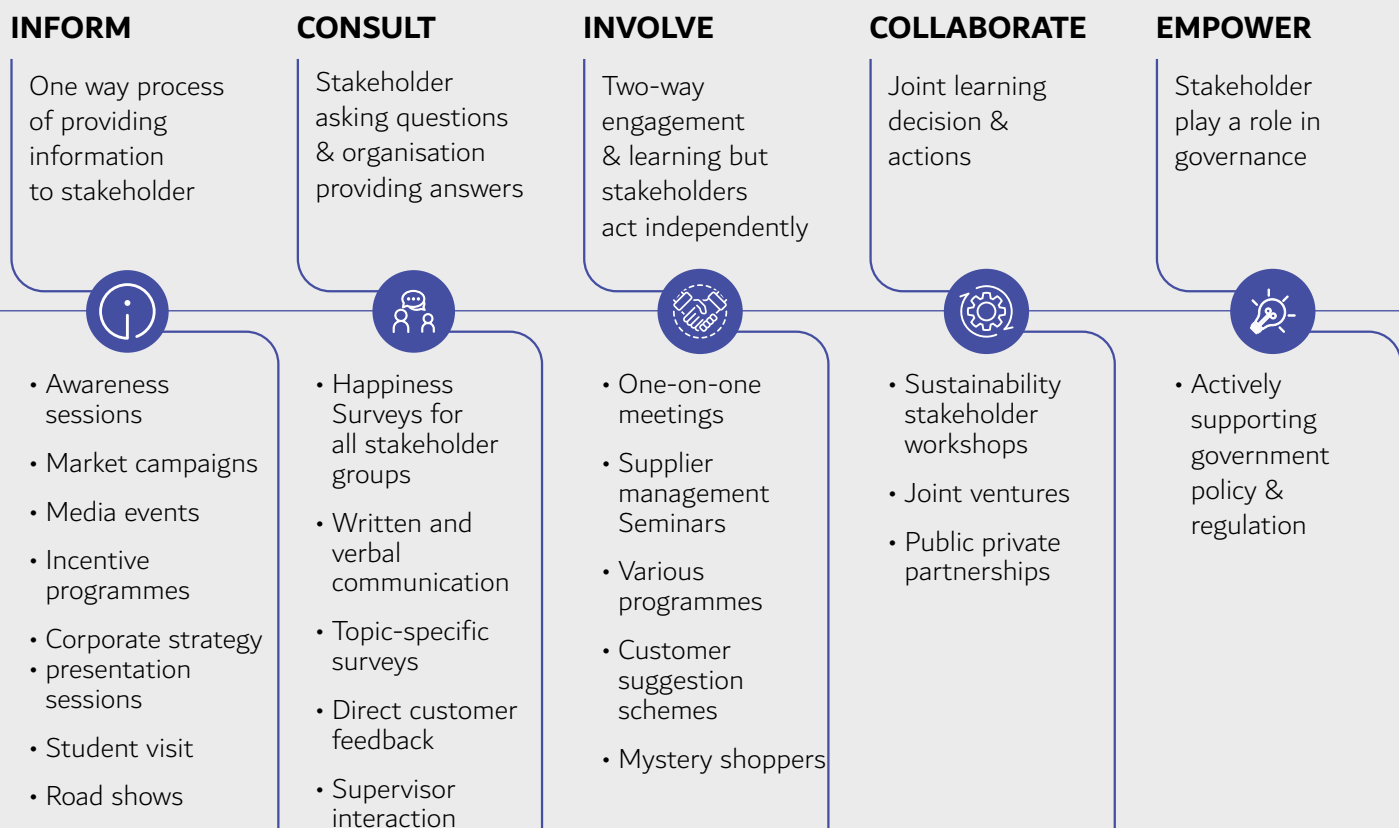 INFORM
One way process
of providing
information
to stakeholder
• Awareness
sessions
• Market campaigns
• Media events
• Incentive
programmes
• Corporate strategy
• presentation
sessions
• Student visit
• Road shows
CONSULT
Stakeholder
asking questions
& organisation
providing answers
• Happiness
Surveys for
all stakeholder
groups
• Written and
verbal
communication
• Topic-specific
surveys
• Direct customer
feedback
• Supervisor
interaction
INVOLVE
Two-way
engagement
& learning but
stakeholders
act independently
• One-on-one
meetings
• Supplier
management
Seminars
• Various
programmes
• Customer
suggestion
schemes
• Mystery shoppers
COLLABORATE
Joint learning
decision &
actions
• Sustainability
stakeholder
workshops
• Joint ventures
• Public private
partnerships
EMPOWER
Stakeholder
play a role in
governance
• Actively
supporting
government
policy &
regulation